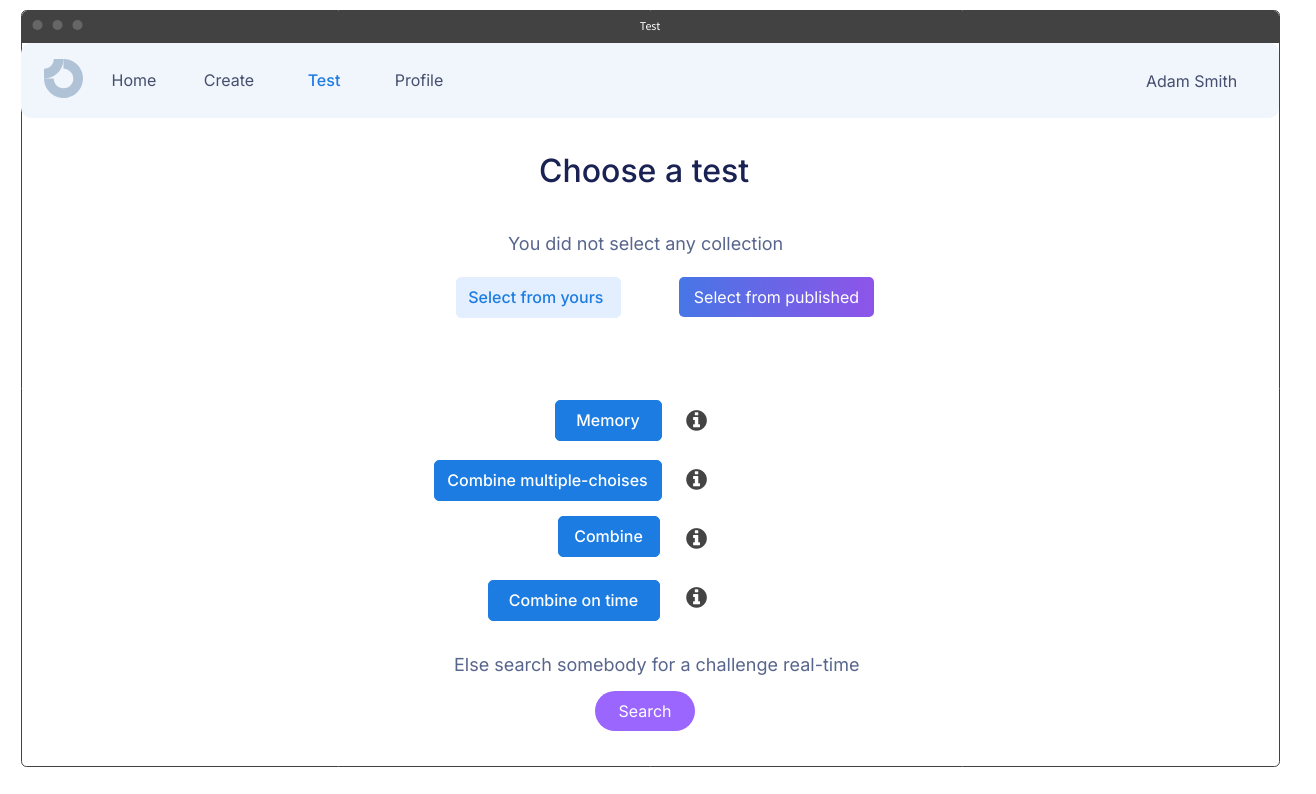 Test
Home Create Test Profile Adam Smith
Choose a test
You did not select any collection
Select from yours Select from published
Memory
Combine multiple-choises
Combine
Combine on time
Else search somebody for a challenge real-time
Search